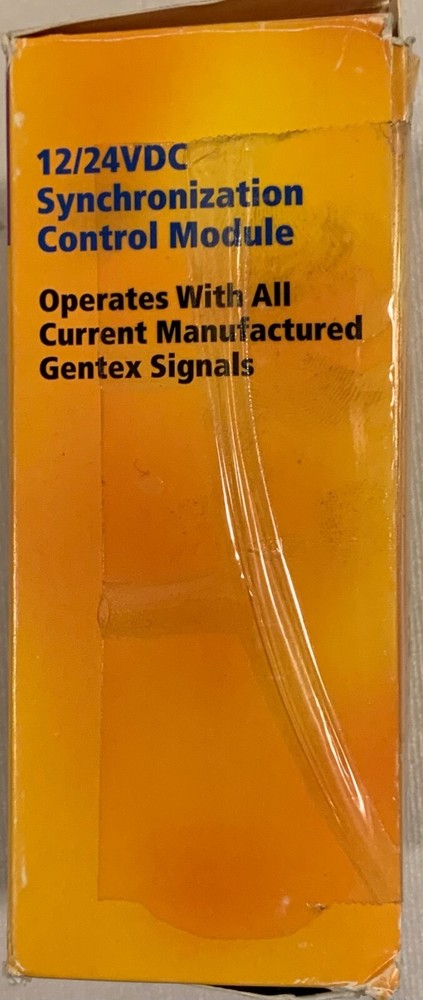 12/24VDC
Synchronization
Control Module
Operates With All
Current Manufactured
Gentex Signals